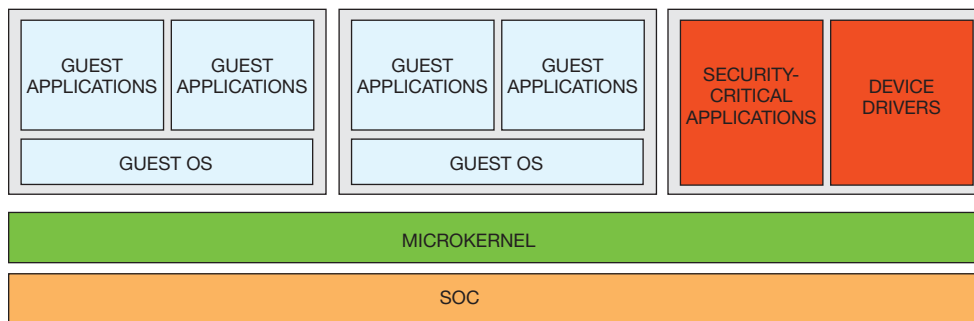 GUEST
APPLICATIONS
GUEST
APPLICATIONS
GUEST OS
GUEST
APPLICATIONS
GUEST
APPLICATIONS
GUEST OS
SECURITY-
CRITICAL
APPLICATIONS
DEVICE
DRIVERS
MICROKERNEL
SOC